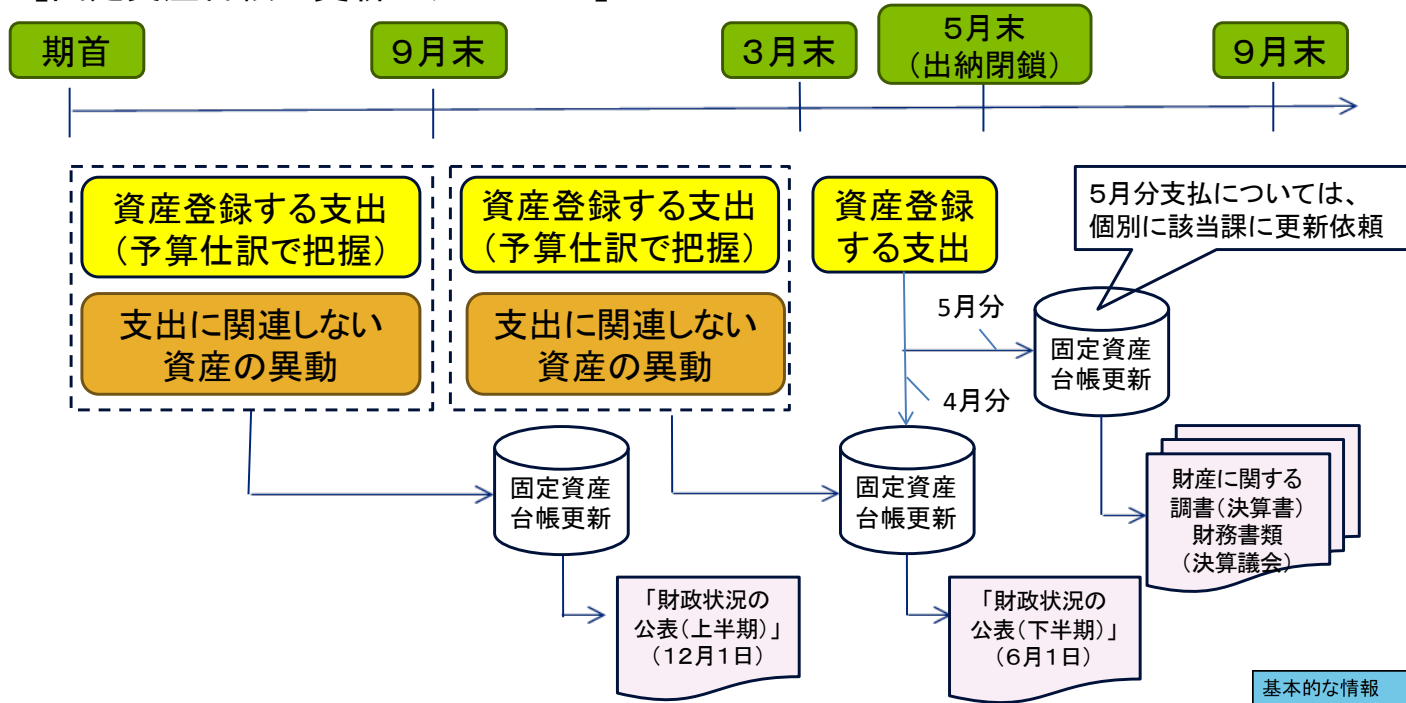 期首
9月末
3月末
5月末
(出納閉鎖)
9月末
資産登録する支出
(予算仕訳で把握)
支出に関連しない
資産の異動
資産登録する支出
(予算仕訳で把握)
支出に関連しない
資産の異動
資産登録
する支出
5月分支払については、
個別に該当課に更新依頼
5月分
4月分
固定資産
台帳更新
固定資産
台帳更新
固定資産
台帳更新
財産に関する
調書(決算書)
財務書類
(決算議会)
「財政状況の
公表(上半期)」
(12月1日)
「財政状況の
公表(下半期)」
(6月1日)
基本的な情報